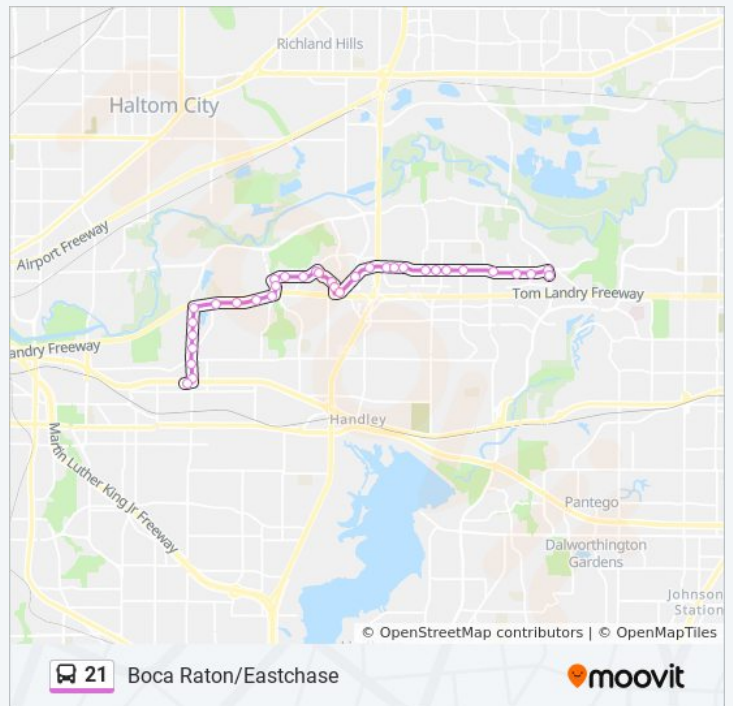 Richland Hills
Haltom City
Airport Freeway
Tom Landry Freeway
andry Freeway
Handley
Martin Luther King Jr Freeway
Pantego
Dalworthington
Gardens
Johnson
Station
© OpenStreetMap contributors | © OpenMapTiles
21 Boca Raton/Eastchase
moovit